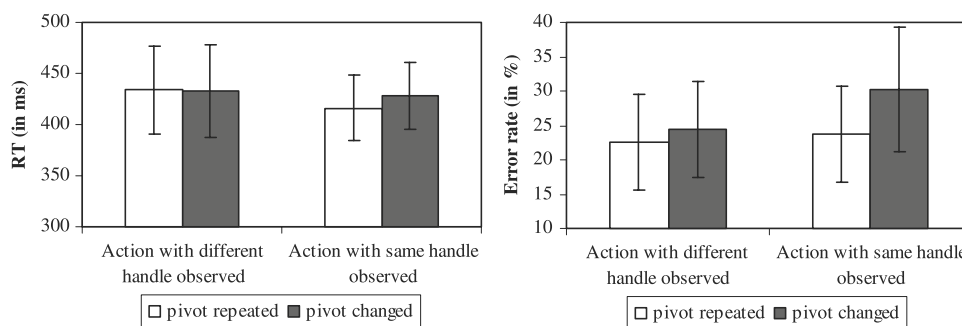 500
450
400
350
300
RT (in ms)
Action with different
handle observed
Action with same handle
observed
pivot repeated
pivot changed
40
35
30
25
20
15
10
Error rate (in %)
Action with different
handle observed
Action with same handle
observed
pivot repeated
pivot changed